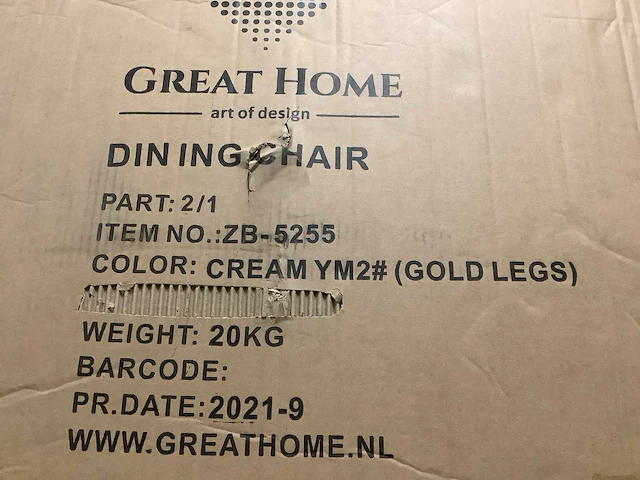 GREAT HOME
art of design
DINING CHAIR
PART: 2/1
ITEM NO.:ZB-5255
COLOR: CREAM YM2# (GOLD LEGS)
WEIGHT: 20KG
BARCODE:
PR.DATE:2021-9
WWW.GREATHOME.NL